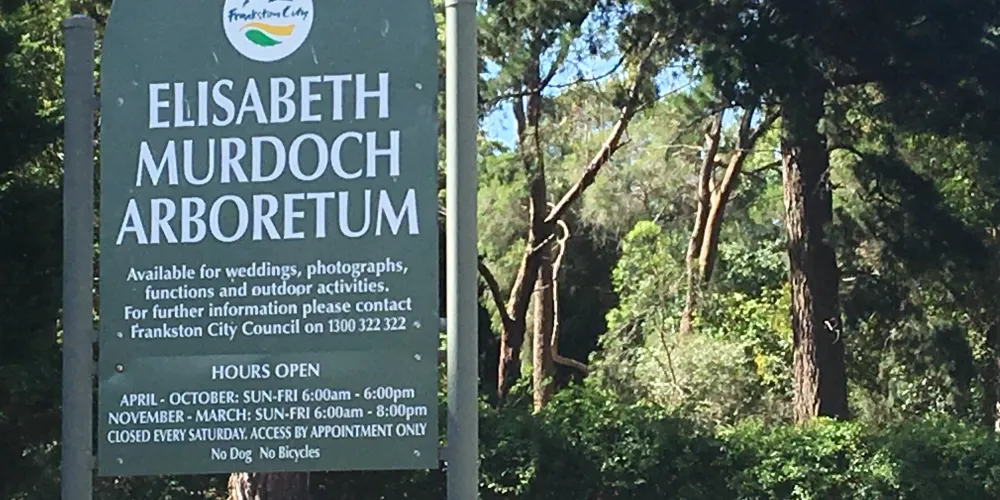 Frankston City
ELISABETH
MURDOCH
ARBORETUM
Available for weddings, photographs,
functions and outdoor activities.
For further information please contact
Frankston City Council on 1300 322 322
HOURS OPEN
APRIL - OCTOBER: SUN-FRI 6:00am - 6:00pm
NOVEMBER - MARCH: SUN-FRI 6:00am - 8:00pm
CLOSED EVERY SATURDAY. ACCESS BY APPOINTMENT ONLY
No Dog No Bicycles